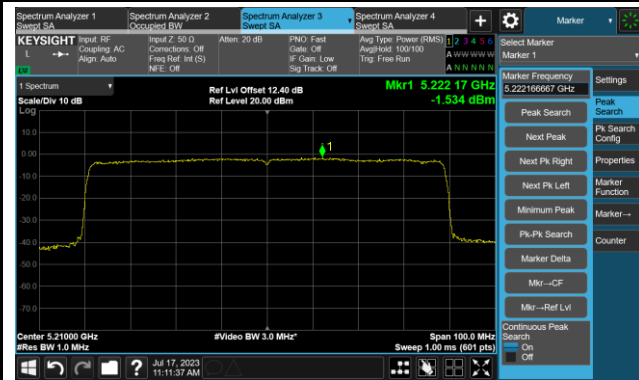 Spectrum Analyzer 1
Swept SA
Spectrum Analyzer 2
Occupied BW
Spectrum Analyzer 3
Swept SA
Spectrum Analyzer 4
Swept SA
Marker
KEYSIGHT
L
LXI
Input: RF
Coupling: AC
Align: Auto
Input Z: 50 Ω
Corrections: Off
Freq Ref: Int (S)
NFE: Off
Atten: 20 dB
PNO: Fast
Gate: Off
IF Gain: Low
Sig Track: Off
Avg Type: Power (RMS)
Avg|Hold: 100/100
Trig: Free Run
1 2 3 4 5 6
A W W W W W
A N N N N N
Select Marker
Marker 1
1 Spectrum
Scale/Div 10 dB
Log
Ref Lvl Offset 12.40 dB
Ref Level 20.00 dBm
Mkr1 5.222 17 GHz
-1.534 dBm
10.0
0.00
-10.0
-20.0
-30.0
-40.0
-50.0
-60.0
-70.0
1
Center 5.21000 GHz
#Res BW 1.0 MHz
#Video BW 3.0 MHz*
Span 100.0 MHz
Sweep 1.00 ms (601 pts)
Marker Frequency
5.222166667 GHz
Peak Search
Next Peak
Next Pk Right
Next Pk Left
Minimum Peak
Pk-Pk Search
Marker Delta
Mkr→CF
Mkr→Ref Lvl
Continuous Peak
Search
On
Off
Settings
Peak
Search
Pk Search
Config
Properties
Marker
Function
Marker→
Counter
?
Jul 17, 2023
11:11:37 AM